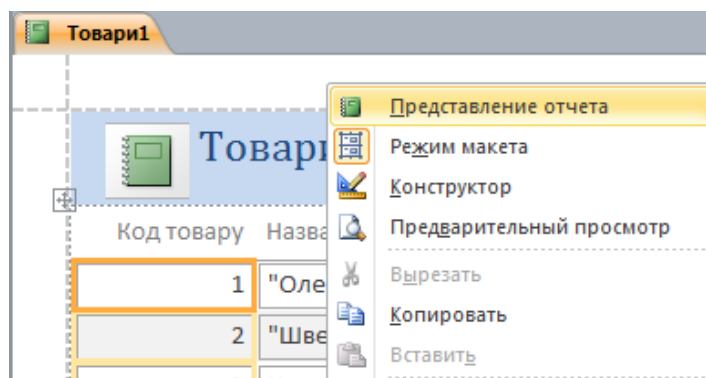 Товари1
Представление отчета
Товар
Режим макета
Конструктор
Код товару Назва
Предварительный просмотр
1 "Оле
Вырезать
Копировать
2 "Шве
Вставить